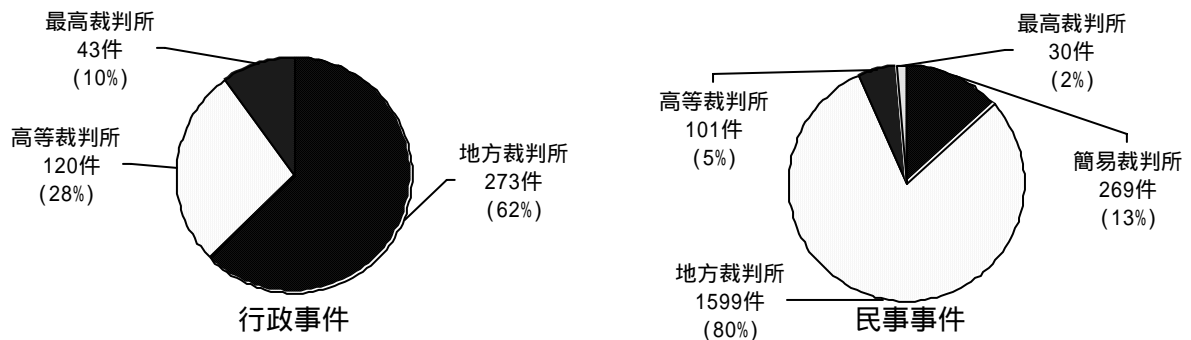 最高裁判所
43件
(10%)
高等裁判所
120件
(28%)
地方裁判所
273件
(62%)
行政事件
最高裁判所
30件
(2%)
高等裁判所
101件
(5%)
簡易裁判所
269件
(13%)
地方裁判所
1599件
(80%)
民事事件